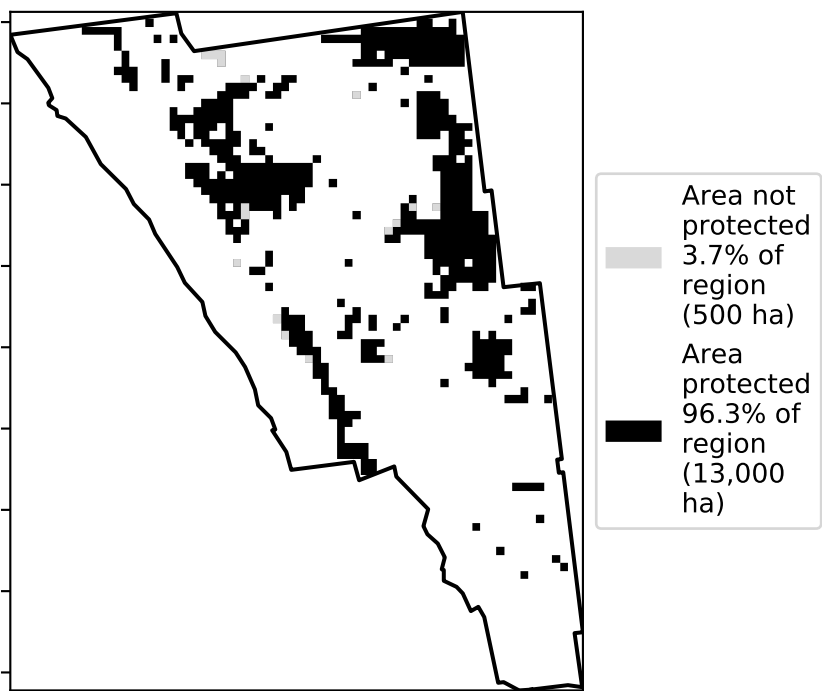 Area not
protected
3.7% of
region
(500 ha)
Area
protected
96.3% of
region
(13,000
ha)